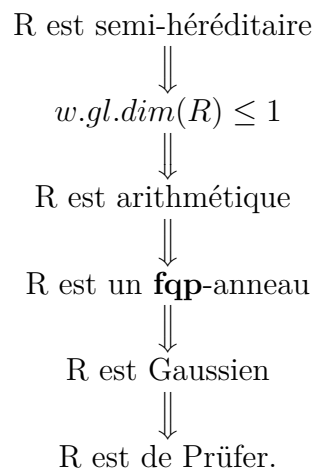 R est semi-héréditaire
⇓
w.gl.dim(R) ≤ 1
⇓
R est arithmétique
⇓
R est un fqp-anneau
⇓
R est Gaussien
⇓
R est de Prüfer.